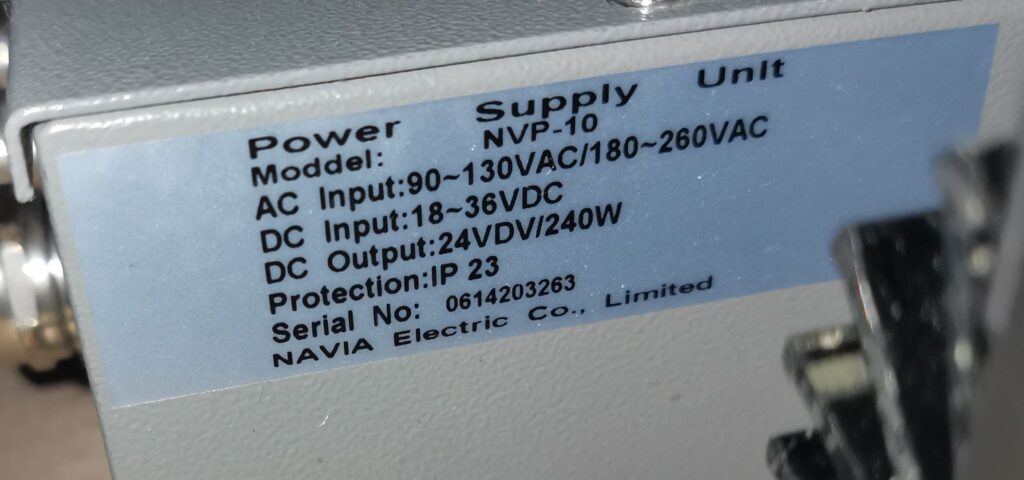 Power Supply Unit
Moddel: NVP-10
AC Input:90~130VAC/180~260VAC
DC Input:18~36VDC
DC Output:24VDV/240W
Protection:IP 23
Serial No: 0614203263
NAVIA Electric Co., Limited